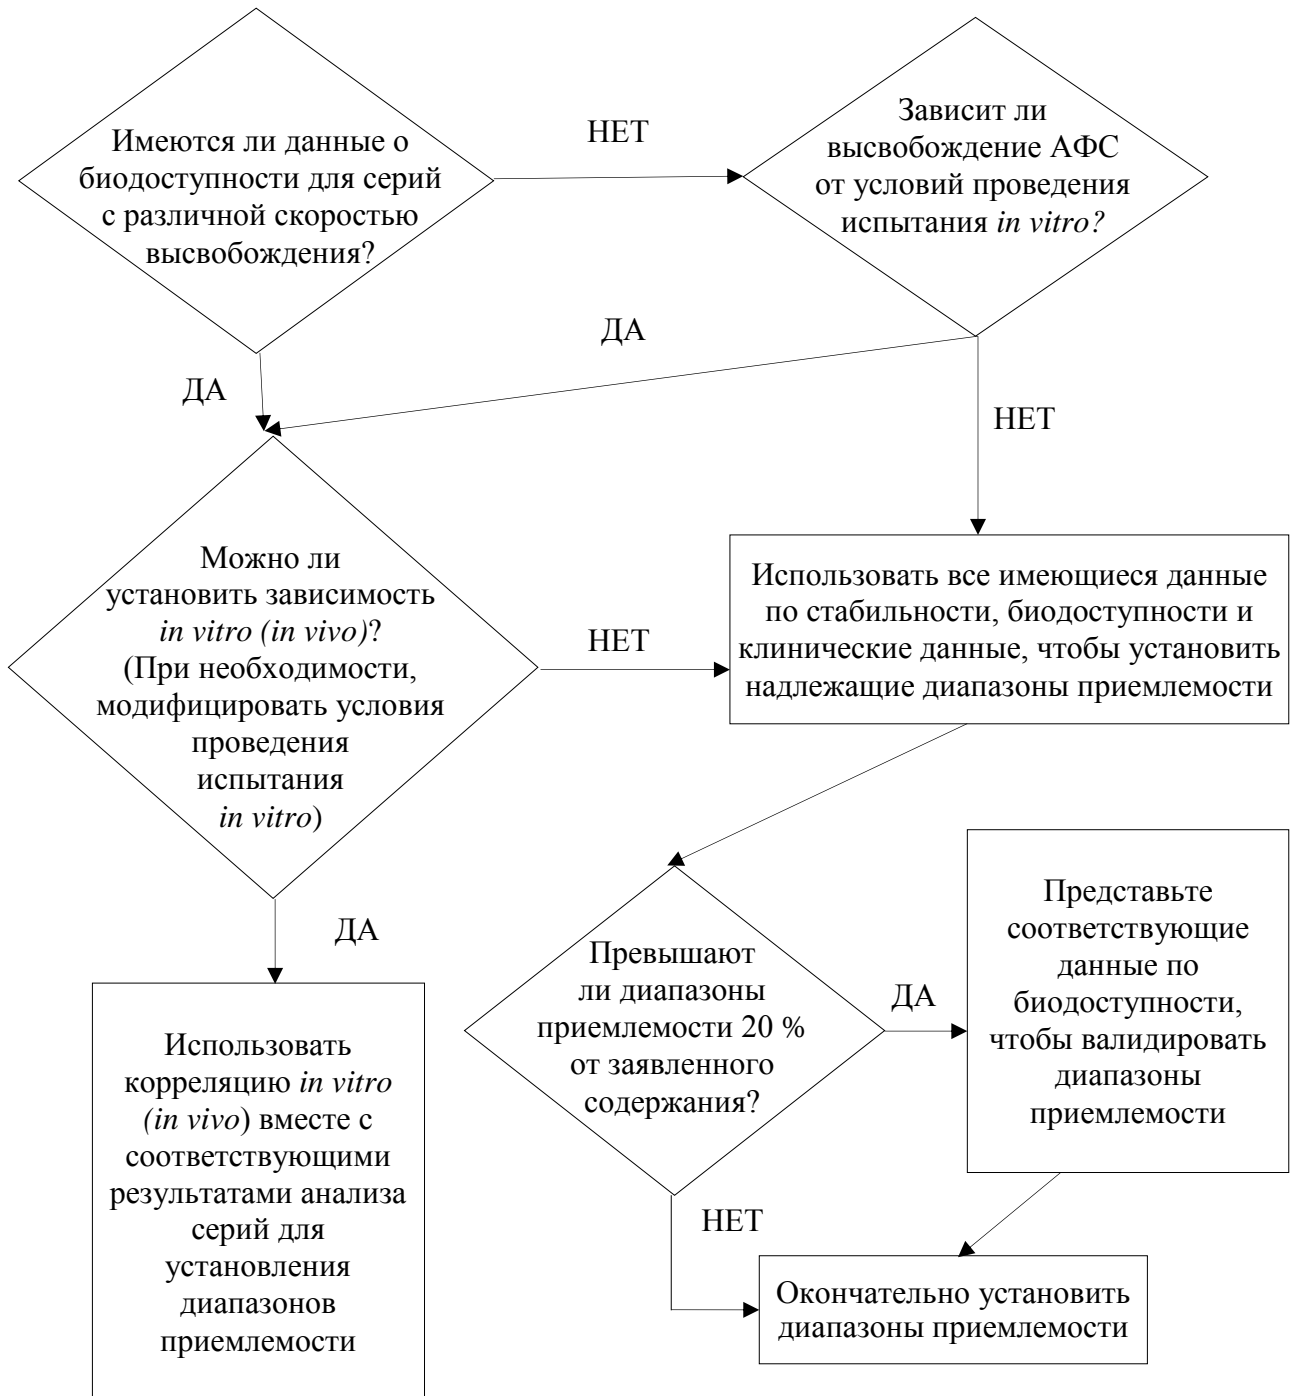 Имеются ли данные о
биодоступности для серий
с различной скоростью
высвобождения?
НЕТ
Зависит ли
высвобождение АФС
от условий проведения
испытания in vitro?
ДА
ДА
НЕТ
Можно ли
установить зависимость
in vitro (in vivo)?
(При необходимости,
модифицировать условия
проведения
испытания
in vitro)
НЕТ
Использовать все имеющиеся данные
по стабильности, биодоступности и
клинические данные, чтобы установить
надлежащие диапазоны приемлемости
ДА
Использовать
корреляцию in vitro
(in vivo) вместе с
соответствующими
результатами анализа
серий для
установления
диапазонов
приемлемости
Превышают
ли диапазоны
приемлемости 20 %
от заявленного
содержания?
ДА
Представьте
соответствующие
данные по
биодоступности,
чтобы валидировать
диапазоны
приемлемости
НЕТ
Окончательно установить
диапазоны приемлемости